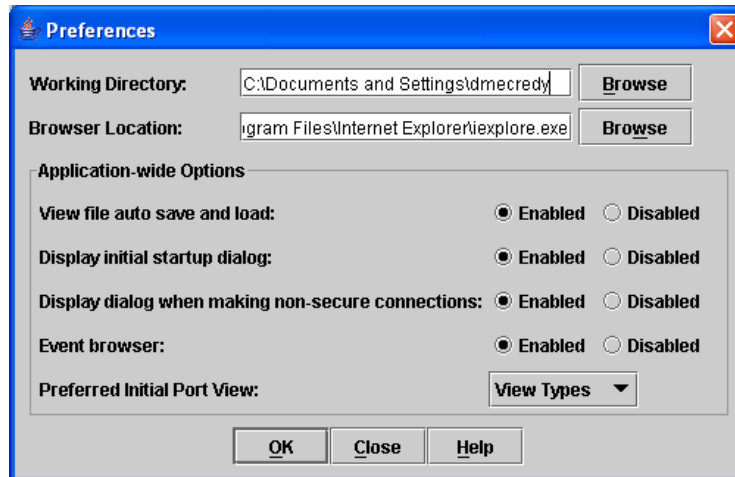 Preferences
Working Directory: C:\Documents and Settings\dmecredy Browse
Browser Location: gram Files\Internet Explorer\iexplore.exe Browse
Application-wide Options
View file auto save and load: Enabled Disabled
Display initial startup dialog: Enabled Disabled
Display dialog when making non-secure connections: Enabled Disabled
Event browser: Enabled Disabled
Preferred Initial Port View: View Types
OK Close Help